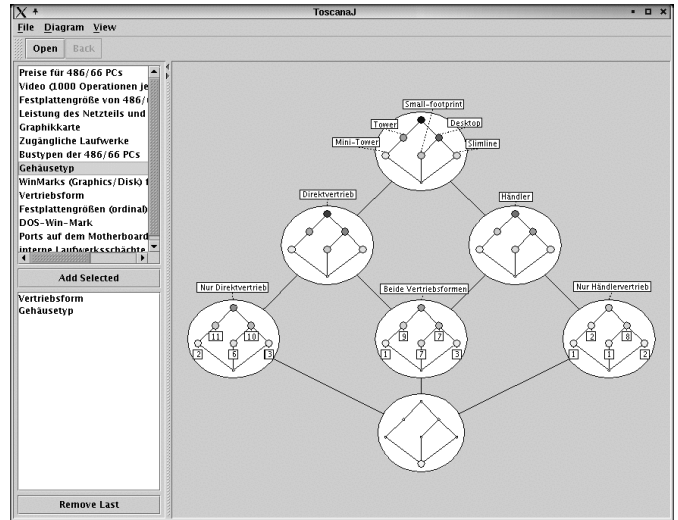 ToscanaJ
File Diagram View
Open Back
Preise für 486/66 PCs
Video (1000 Operationen je
Festplattengröße von 486/
Leistung des Netzteils und
Graphikkarte
Zugängliche Laufwerke
Bustypen der 486/66 PCs
Gehäusetyp
WinMarks (Graphics/Disk) f
Vertriebsform
Festplattengrößen (ordinal)
DOS-Win-Mark
Ports auf dem Motherboard
interne Laufwerksschächte
Add Selected
Vertriebsform
Gehäusetyp
Remove Last
Small-footprint
Tower Desktop
Mini-Tower Slimline
Direktvertrieb Händler
Nur Direktvertrieb Beide Vertriebsformen Nur Händlervertrieb
11 10 9 7 2 8
2 6 3 1 7 3 1 1 2